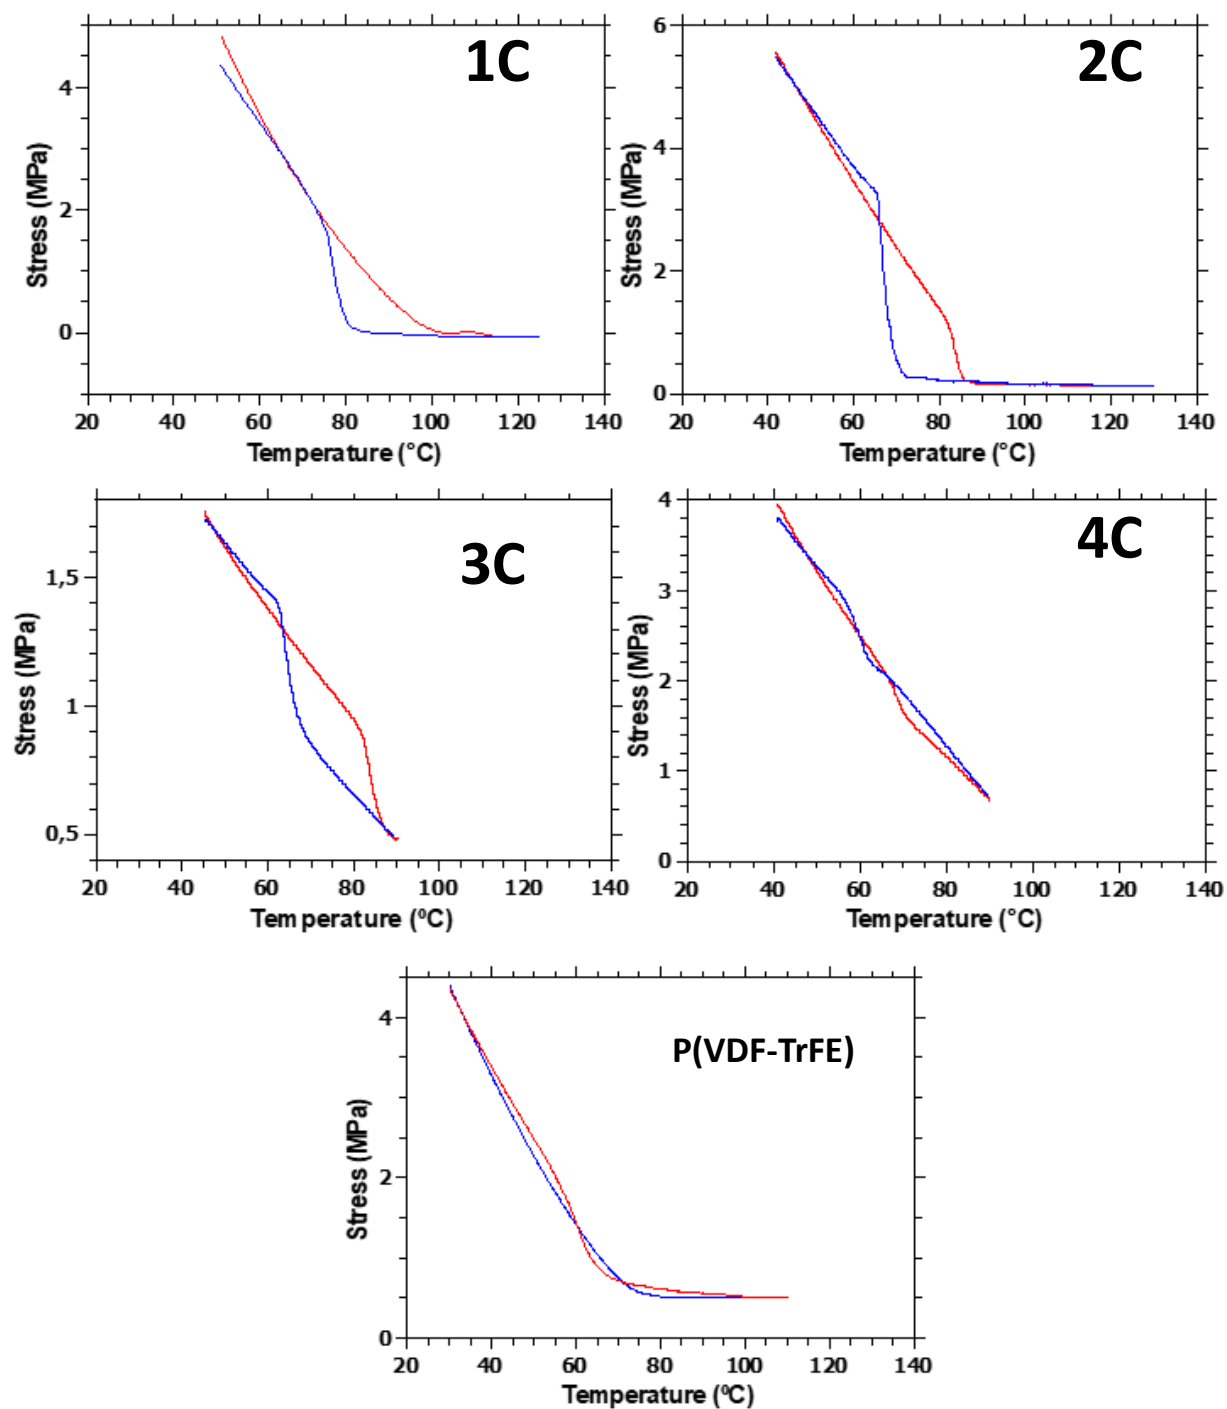 1C
4
2
0
Stress (MPa)
20 40 60 80 100 120 140
Temperature (°C)
2C
6
4
2
0
Stress (MPa)
20 40 60 80 100 120 140
Temperature (°C)
3C
1,5
1
0,5
Stress (MPa)
20 40 60 80 100 120 140
Temperature (ºC)
4C
4
3
2
1
0
Stress (MPa)
20 40 60 80 100 120 140
Temperature (°C)
P(VDF-TrFE)
4
2
0
Stress (MPa)
20 40 60 80 100 120 140
Temperature (ºC)